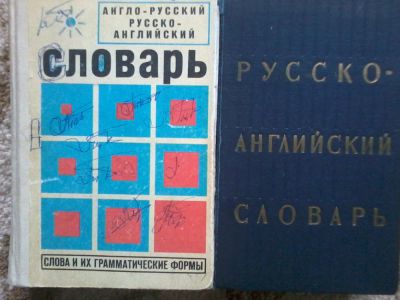 АНГЛО-РУССКИЙ
РУССКО-
АНГЛИЙСКИЙ
словарь
СЛОВА И ИХ ГРАММАТИЧЕСКИЕ ФОРМЫ
РУССКО-
АНГЛИЙСКИЙ
СЛОВАРЬ